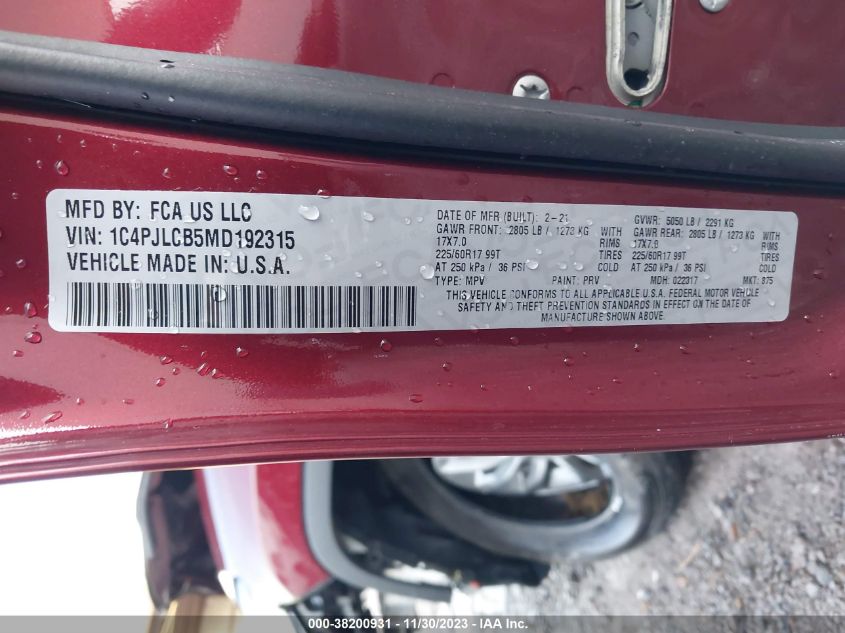 MFD BY: FCA US LLC
VIN: 1C4PJLCB5MD192315
VEHICLE MADE IN: U.S.A.
DATE OF MFR (BUILT): 2-21 GVWR: 5050 LB / 2291 KG
GAWR FRONT: 2805 LB / 1273 KG GAWR REAR: 2805 LB / 1273 KG
17X7.0 RIMS 17X7.0 RIMS
225/60R17 99T TIRES 225/60R17 99T TIRES
AT 250 kPa / 36 PSI COLD AT 250 kPa / 36 PSI COLD
TYPE: MPV PAINT: PRV MDH: 022317 MKT: 875
THIS VEHICLE CONFORMS TO ALL APPLICABLE U.S.A. FEDERAL MOTOR VEHICLE
SAFETY AND THEFT PREVENTION STANDARDS IN EFFECT ON THE DATE OF
MANUFACTURE SHOWN ABOVE.
000-38200931 - 11/30/2023 - IAA Inc.